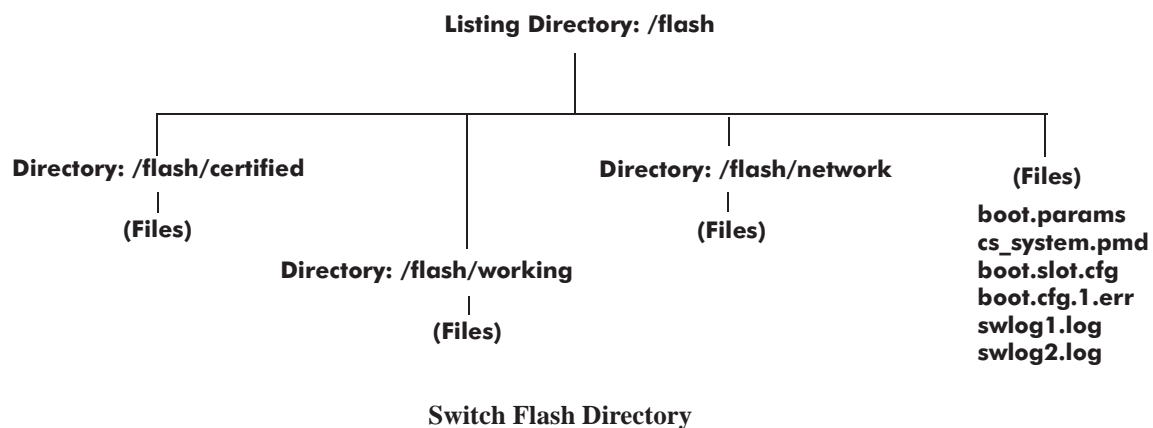 Listing Directory: /flash
Directory: /flash/certified
(Files)
Directory: /flash/working
(Files)
Directory: /flash/network
(Files)
(Files)
boot.params
cs_system.pmd
boot.slot.cfg
boot.cfg.1.err
swlog1.log
swlog2.log
Switch Flash Directory